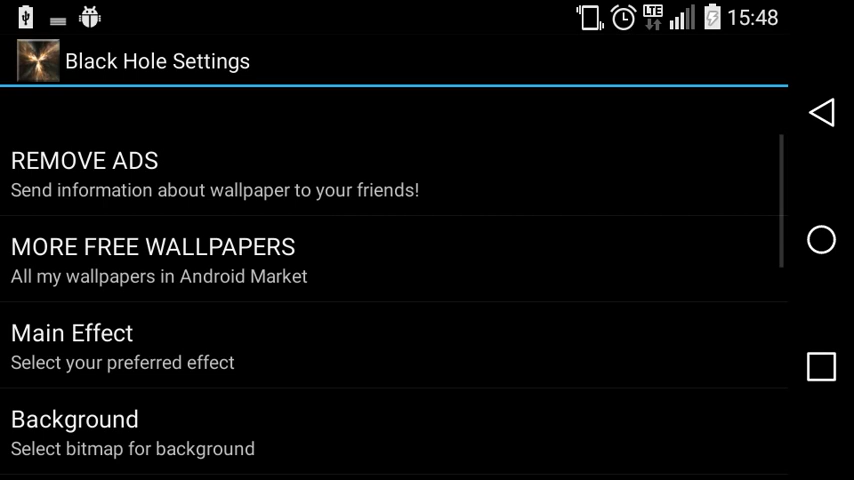 LTE
15:48
Black Hole Settings
REMOVE ADS
Send information about wallpaper to your friends!
MORE FREE WALLPAPERS
All my wallpapers in Android Market
Main Effect
Select your preferred effect
Background
Select bitmap for background